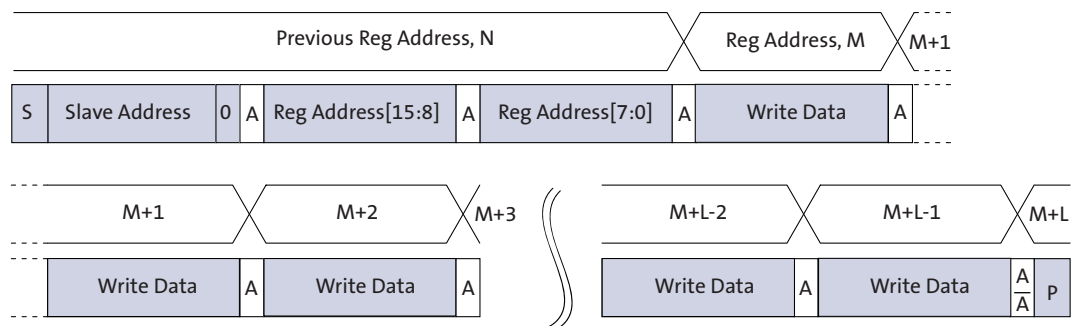 Previous Reg Address, N Reg Address, M M+1
S Slave Address 0 A Reg Address[15:8] A Reg Address[7:0] A Write Data A
M+1 M+2 M+3 M+L-2 M+L-1 M+L
Write Data A Write Data A Write Data A Write Data A A̅ P